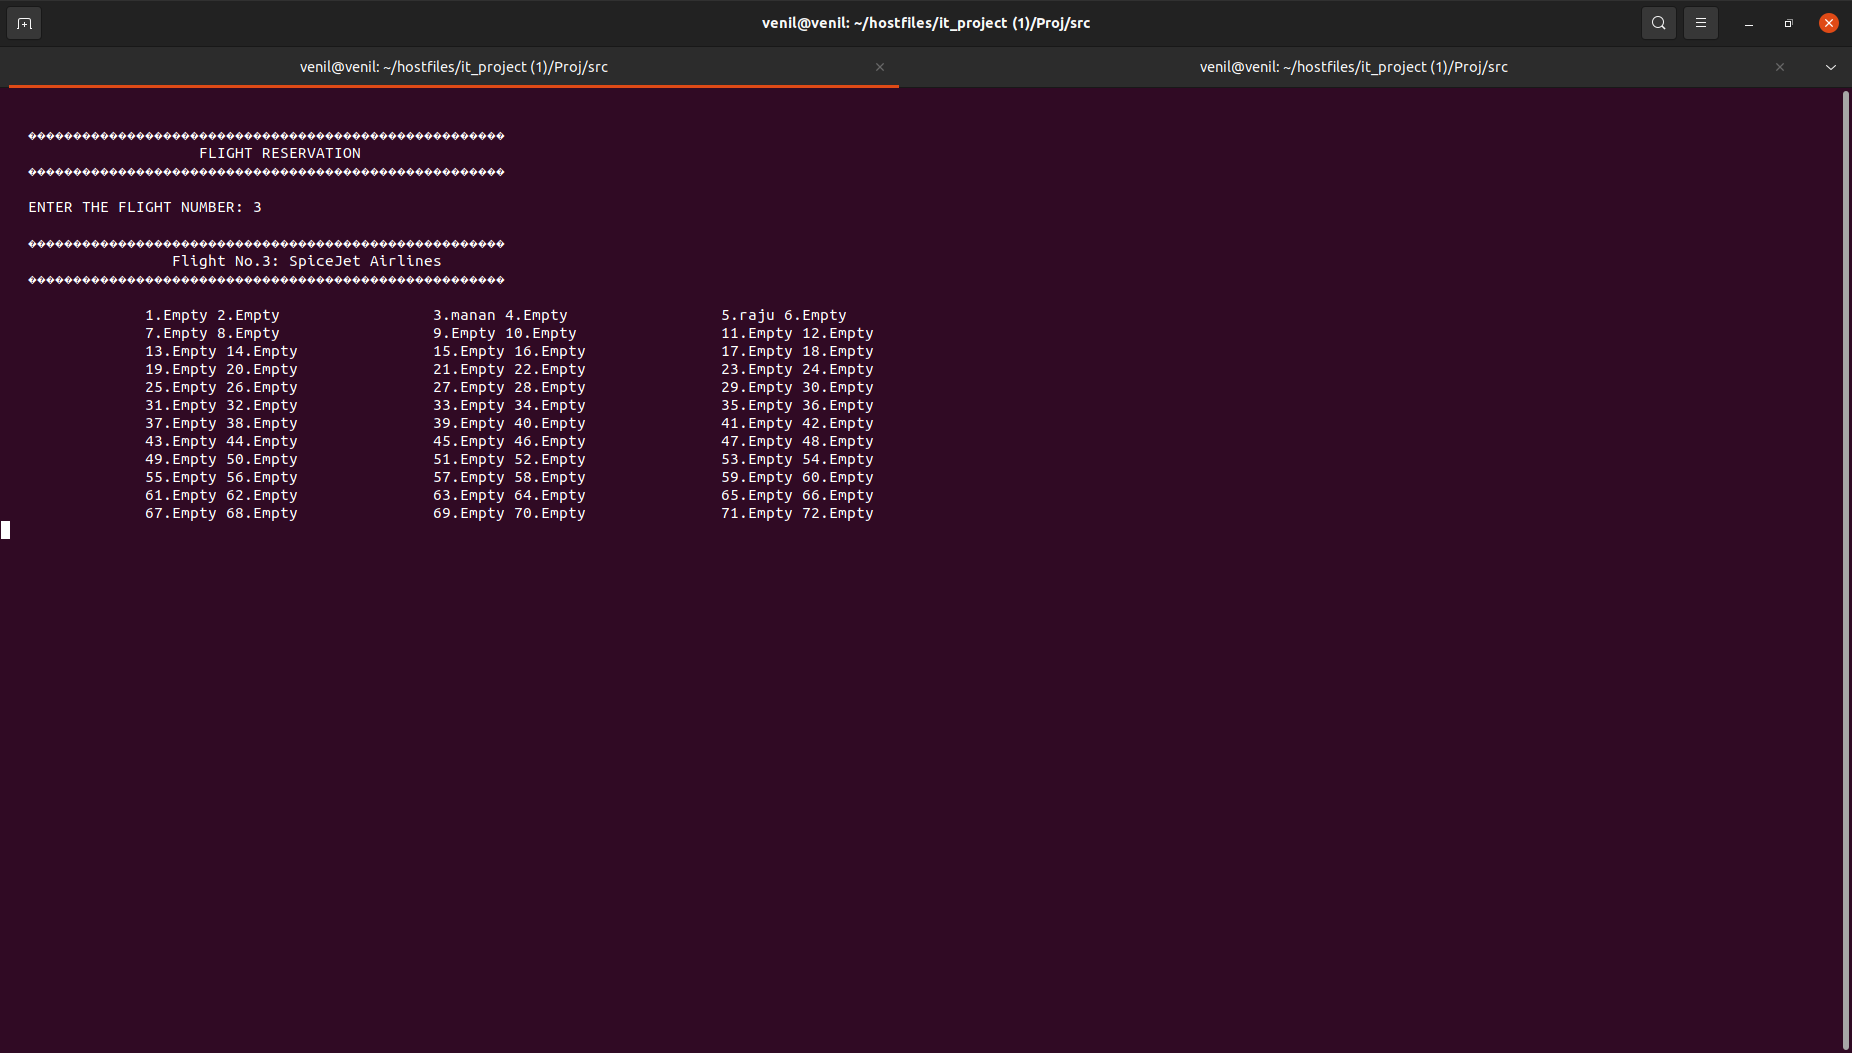 venil@venil: ~/hostfiles/it_project (1)/Proj/src
venil@venil: ~/hostfiles/it_project (1)/Proj/src venil@venil: ~/hostfiles/it_project (1)/Proj/src
�����������������������������������������������������
FLIGHT RESERVATION
�����������������������������������������������������
ENTER THE FLIGHT NUMBER: 3
�����������������������������������������������������
Flight No.3: SpiceJet Airlines
�����������������������������������������������������
1.Empty 2.Empty 3.manan 4.Empty 5.raju 6.Empty
7.Empty 8.Empty 9.Empty 10.Empty 11.Empty 12.Empty
13.Empty 14.Empty 15.Empty 16.Empty 17.Empty 18.Empty
19.Empty 20.Empty 21.Empty 22.Empty 23.Empty 24.Empty
25.Empty 26.Empty 27.Empty 28.Empty 29.Empty 30.Empty
31.Empty 32.Empty 33.Empty 34.Empty 35.Empty 36.Empty
37.Empty 38.Empty 39.Empty 40.Empty 41.Empty 42.Empty
43.Empty 44.Empty 45.Empty 46.Empty 47.Empty 48.Empty
49.Empty 50.Empty 51.Empty 52.Empty 53.Empty 54.Empty
55.Empty 56.Empty 57.Empty 58.Empty 59.Empty 60.Empty
61.Empty 62.Empty 63.Empty 64.Empty 65.Empty 66.Empty
67.Empty 68.Empty 69.Empty 70.Empty 71.Empty 72.Empty